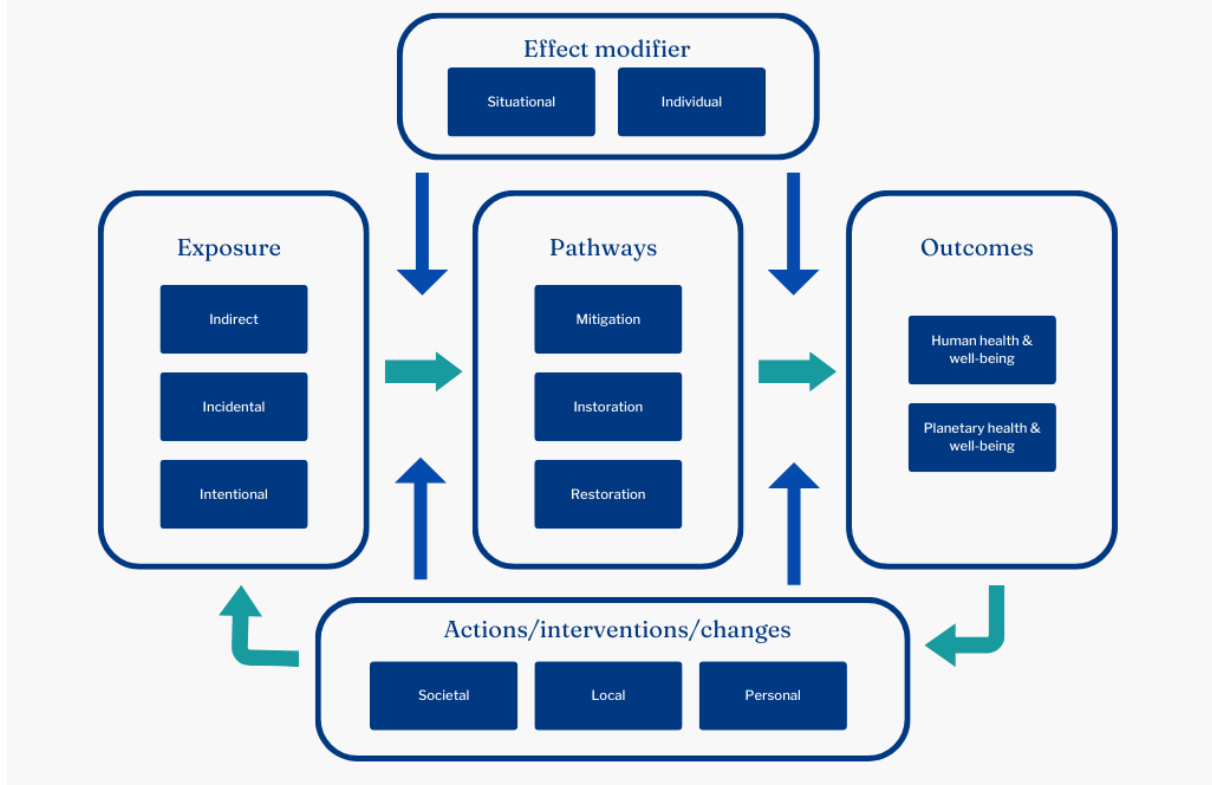 Effect modifier
Situational
Individual
Exposure
Indirect
Incidental
Intentional
Pathways
Mitigation
Instoration
Restoration
Outcomes
Human health &
well-being
Planetary health &
well-being
Actions/interventions/changes
Societal
Local
Personal